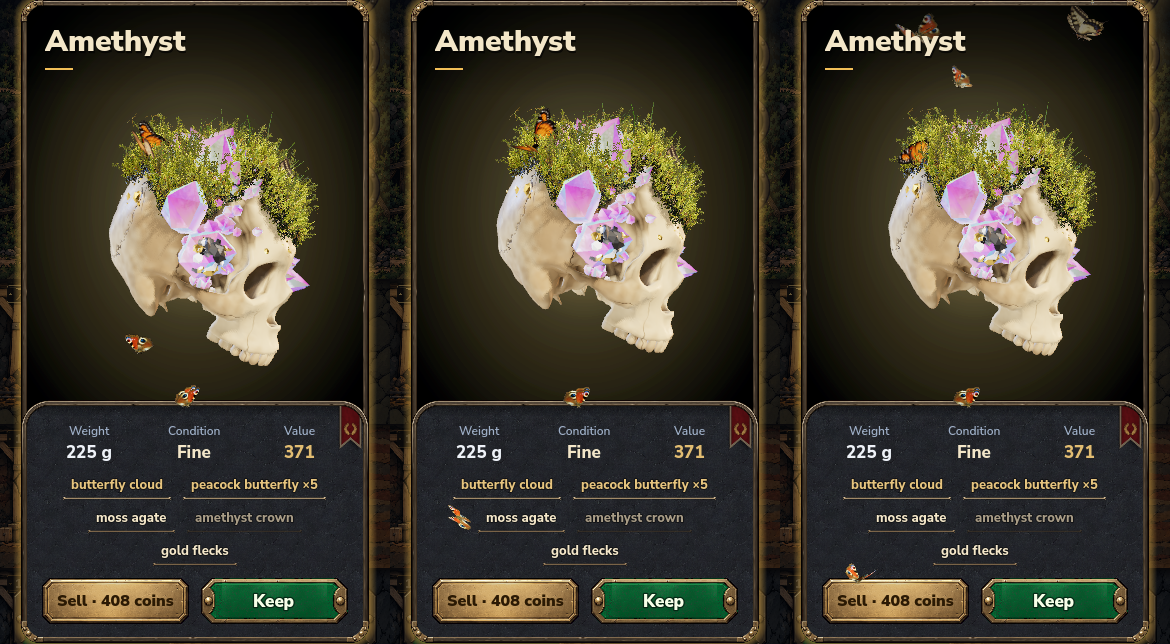 Amethyst
Weight Condition Value
225 g Fine 371
butterfly cloud peacock butterfly ×5
moss agate amethyst crown
gold flecks
Sell · 408 coins Keep
Amethyst
Weight Condition Value
225 g Fine 371
butterfly cloud peacock butterfly ×5
moss agate amethyst crown
gold flecks
Sell · 408 coins Keep
Amethyst
Weight Condition Value
225 g Fine 371
butterfly cloud peacock butterfly ×5
moss agate amethyst crown
gold flecks
Sell · 408 coins Keep